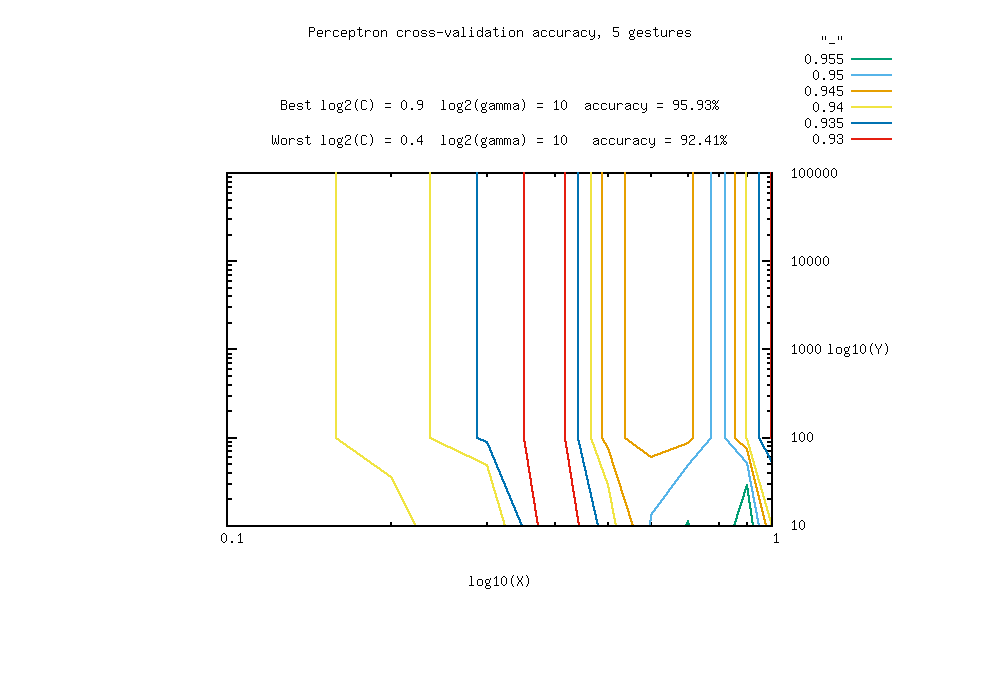 Perceptron cross-validation accuracy, 5 gestures
"_"
0.955
0.95
0.945
0.94
0.935
0.93
Best log2(C) = 0.9  log2(gamma) = 10  accuracy = 95.93%
Worst log2(C) = 0.4  log2(gamma) = 10   accuracy = 92.41%
100000
10000
1000 log10(Y)
100
10
0.1 1
log10(X)